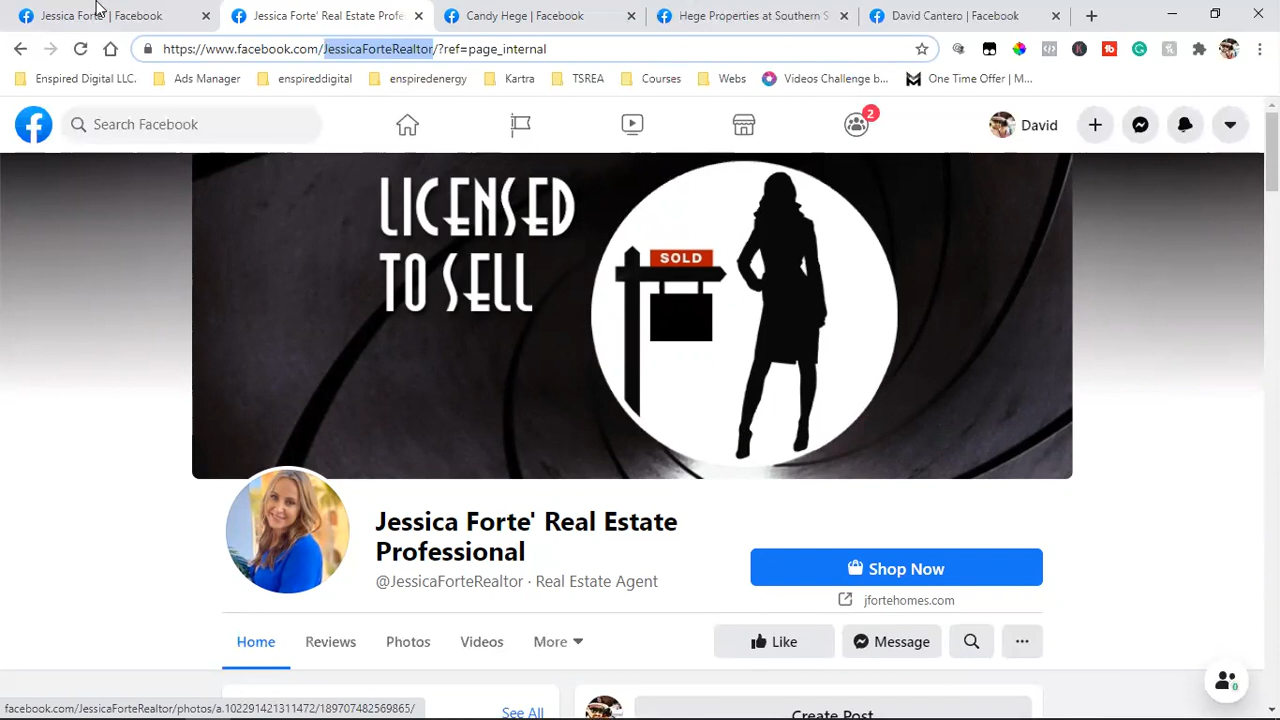 Jessica Forte' | Facebook
Jessica Forte' Real Estate Profe
Candy Hege | Facebook
Hege Properties at Southern S
David Cantero | Facebook
https://www.facebook.com/JessicaForteRealtor/?ref=page_internal
Enspired Digital LLC.
Ads Manager
enspireddigital
enspiredenergy
Kartra
TSREA
Courses
Webs
Videos Challenge b...
One Time Offer | M...
Search Facebook
2
David
LICENSED
TO SELL
SOLD
Jessica Forte' Real Estate
Professional
@JessicaForteRealtor · Real Estate Agent
Shop Now
jfortehomes.com
Home
Reviews
Photos
Videos
More
Like
Message
facebook.com/JessicaForteRealtor/photos/a.102291421311472/189707482569865/
See All
Create Post
0